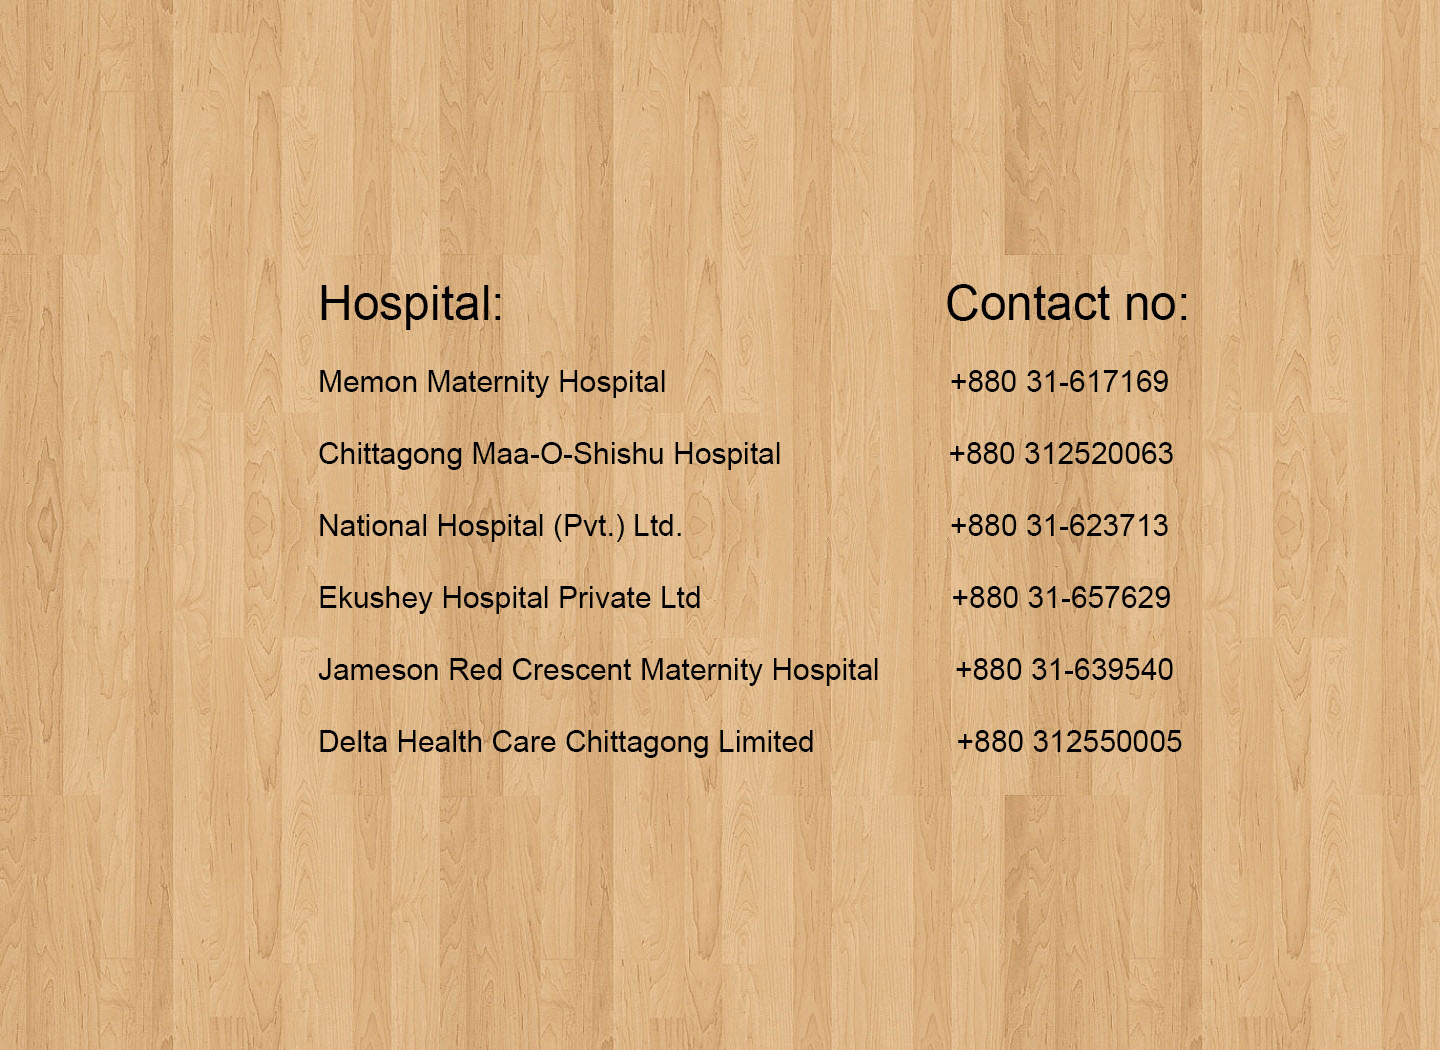 Hospital: Contact no:
Memon Maternity Hospital +880 31-617169
Chittagong Maa-O-Shishu Hospital +880 312520063
National Hospital (Pvt.) Ltd. +880 31-623713
Ekushey Hospital Private Ltd +880 31-657629
Jameson Red Crescent Maternity Hospital +880 31-639540
Delta Health Care Chittagong Limited +880 312550005